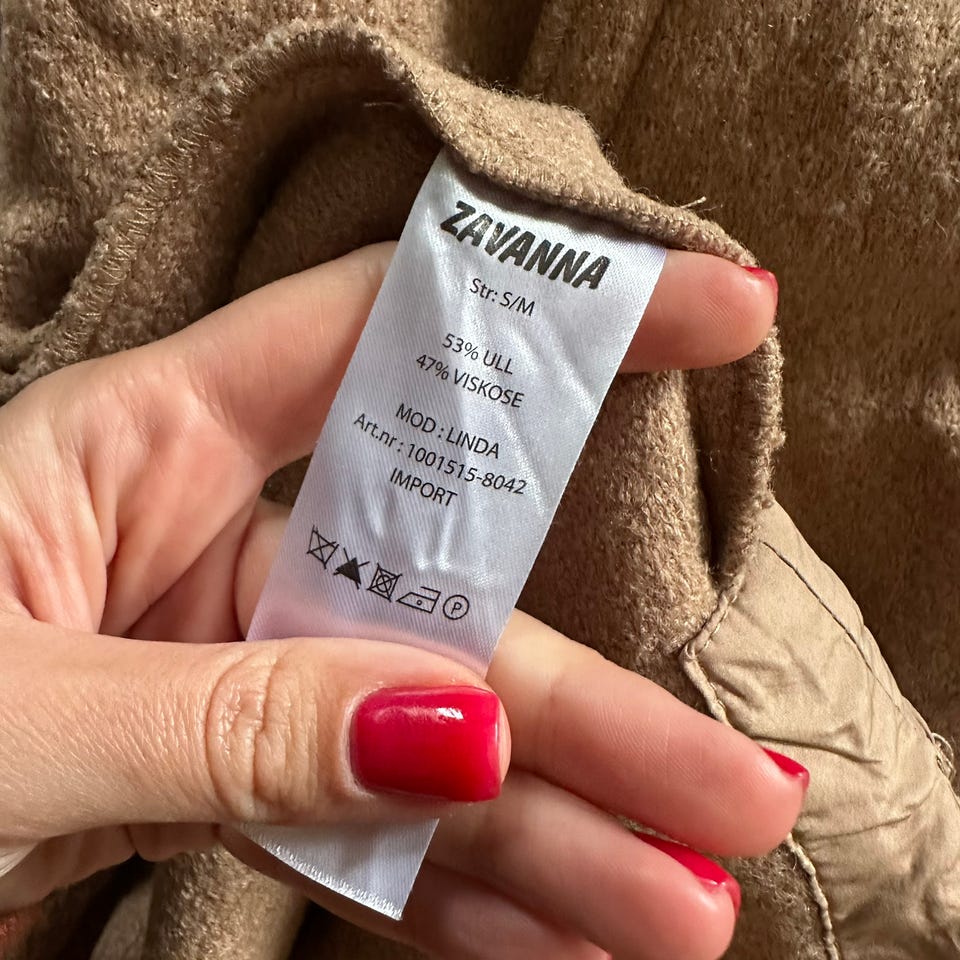 ZAVANNA
Str: S/M
53% ULL
47% VISKOSE
MOD : LINDA
Art.nr : 1001515-8042
IMPORT
P